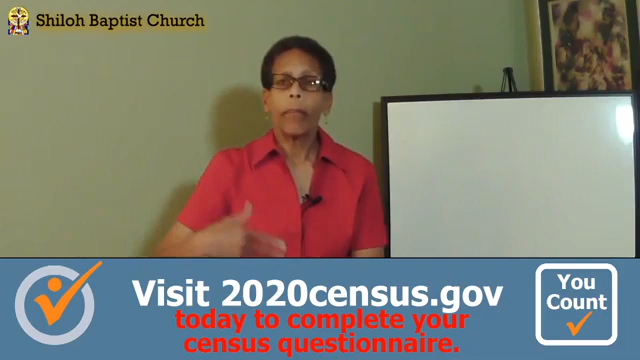 Shiloh Baptist Church
Visit 2020census.gov
today to complete your
census questionnaire.
You
Count